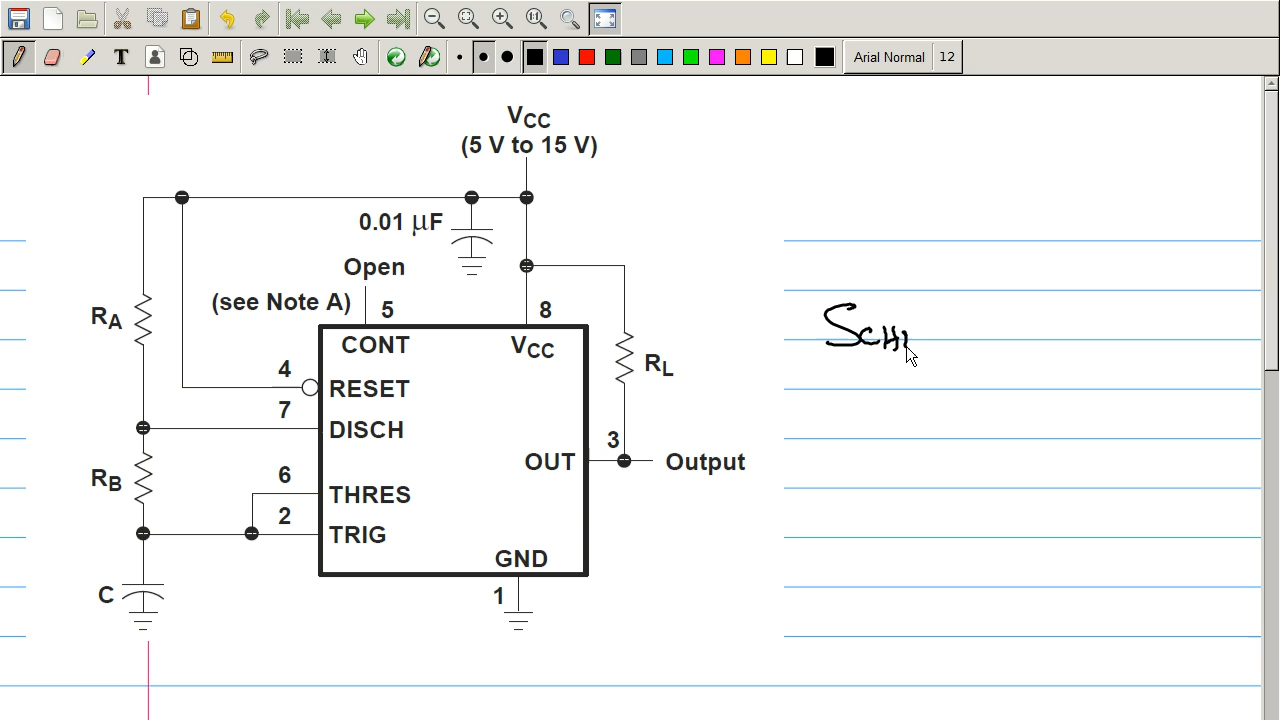 Arial Normal 12
VCC
(5 V to 15 V)
0.01 μF
Open
(see Note A) 5 8
RA
CONT VCC
4
RESET
RL
7
DISCH
3
OUT Output
RB
6
THRES
2
TRIG
GND
C
1
SCHI